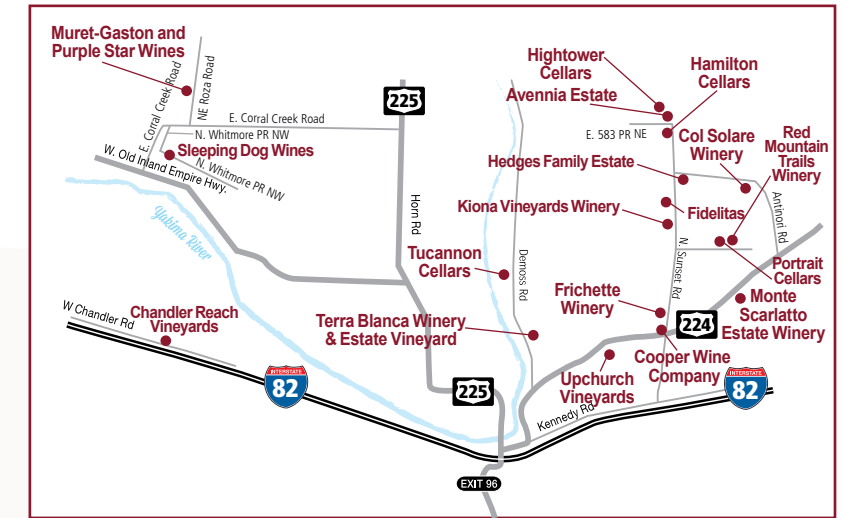 Muret-Gaston and
Purple Star Wines
E. Corral Creek Road
NE Roza Road
E. Corral Creek Road
N. Whitmore PR NW
Sleeping Dog Wines
N. Whitmore PR NW
W. Old Inland Empire Hwy.
Yakima River
225
Horn Rd
Hightower
Cellars
Avennia Estate
Hamilton
Cellars
E. 583 PR NE
Col Solare
Winery
Red
Mountain
Trails
Winery
Hedges Family Estate
Kiona Vineyards Winery
Fidelitas
Antinori Rd
N. Sunset Rd
Portrait
Cellars
Tucannon
Cellars
Demoss Rd
Frichette
Winery
224
Monte
Scarlatto
Estate Winery
W Chandler Rd
Chandler Reach
Vineyards
Terra Blanca Winery
& Estate Vineyard
Cooper Wine
Company
Upchurch
Vineyards
INTERSTATE
82
225
Kennedy Rd
INTERSTATE
82
EXIT 96